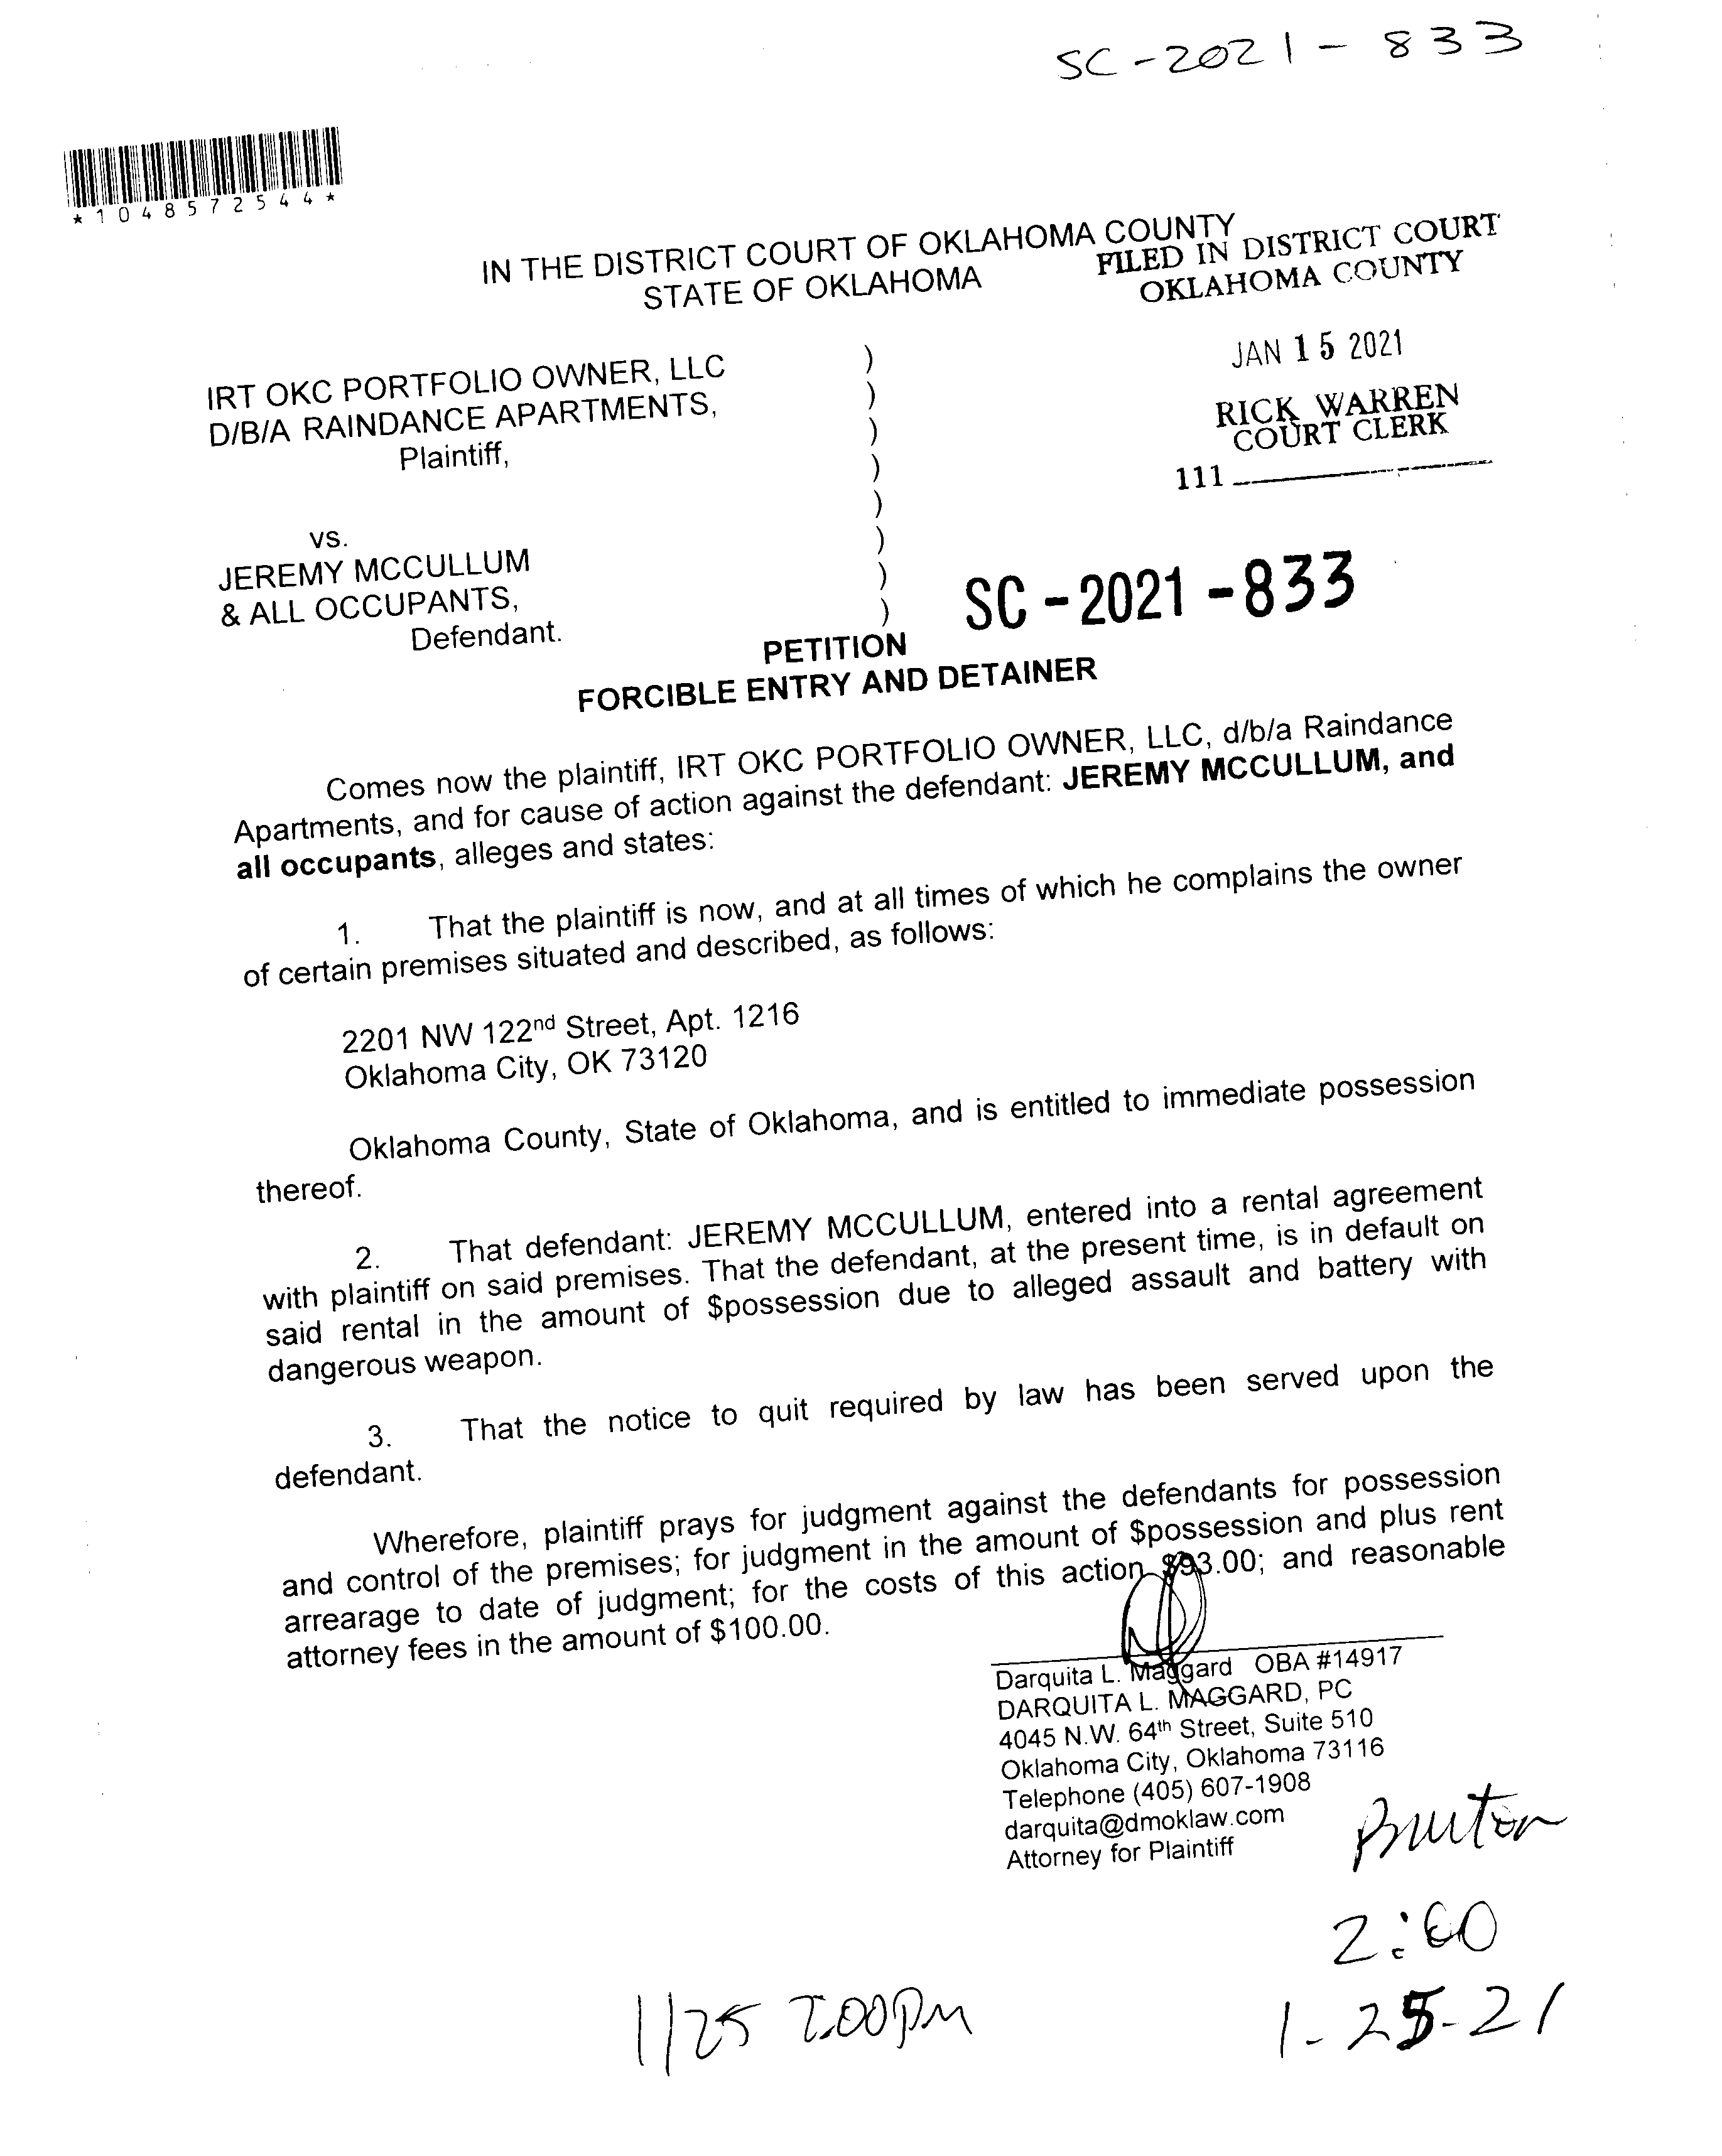 SC-2021-833
*1048572544*
IN THE DISTRICT COURT OF OKLAHOMA COUNTY
STATE OF OKLAHOMA
FILED IN DISTRICT COURT
OKLAHOMA COUNTY
JAN 15 2021
RICK WARREN
COURT CLERK
111
IRT OKC PORTFOLIO OWNER, LLC )
D/B/A RAINDANCE APARTMENTS, )
Plaintiff, )
)
)
vs. )
JEREMY MCCULLUM )
& ALL OCCUPANTS, )
Defendant.
SC-2021-833
PETITION
FORCIBLE ENTRY AND DETAINER
Comes now the plaintiff, IRT OKC PORTFOLIO OWNER, LLC, d/b/a Raindance
Apartments, and for cause of action against the defendant: JEREMY MCCULLUM, and
all occupants, alleges and states:
1. That the plaintiff is now, and at all times of which he complains the owner
of certain premises situated and described, as follows:
2201 NW 122nd Street, Apt. 1216
Oklahoma City, OK 73120
Oklahoma County, State of Oklahoma, and is entitled to immediate possession
thereof.
2. That defendant: JEREMY MCCULLUM, entered into a rental agreement
with plaintiff on said premises. That the defendant, at the present time, is in default on
said rental in the amount of $possession due to alleged assault and battery with
dangerous weapon.
3. That the notice to quit required by law has been served upon the
defendant.
Wherefore, plaintiff prays for judgment against the defendants for possession
and control of the premises; for judgment in the amount of $possession and plus rent
arrearage to date of judgment; for the costs of this action $93.00; and reasonable
attorney fees in the amount of $100.00.
Darquita L. Maggard OBA #14917
DARQUITA L. MAGGARD, PC
4045 N.W. 64th Street, Suite 510
Oklahoma City, Oklahoma 73116
Telephone (405) 607-1908
darquita@dmoklaw.com
Attorney for Plaintiff
2:00
1-25-21
1/25 2:00PM